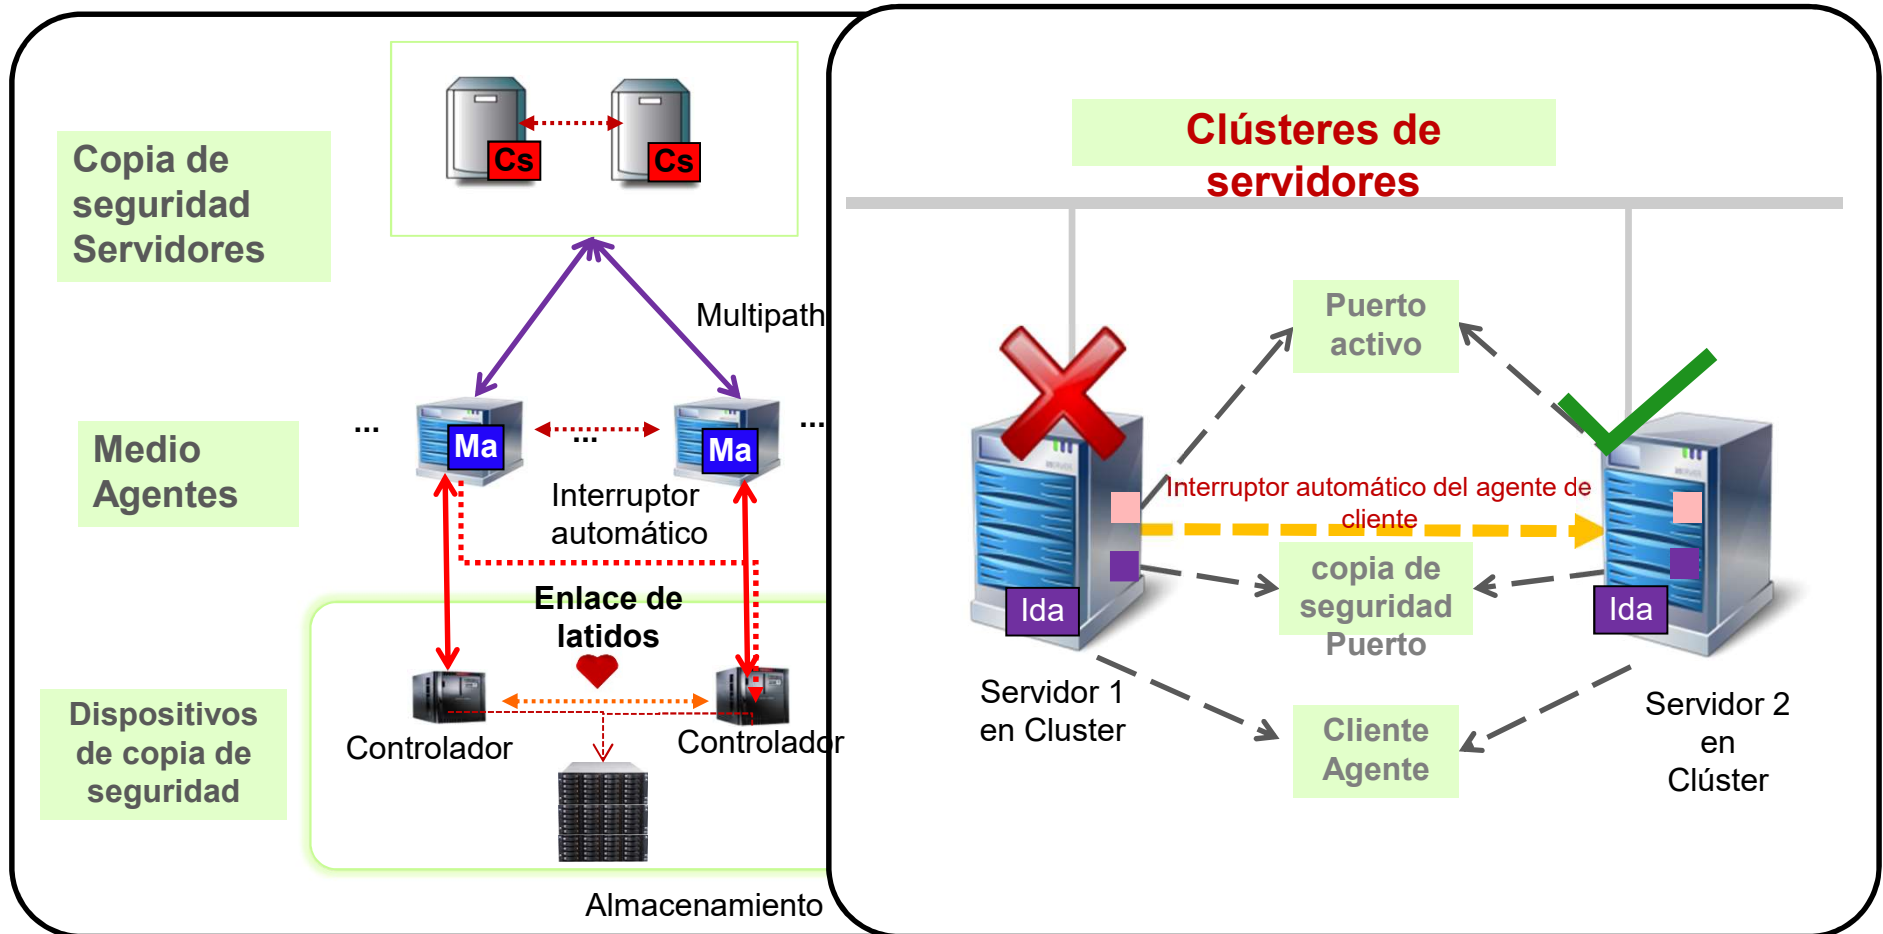 Copia de
seguridad
Servidores
Cs
Cs
Multipath
Medio
Agentes
...
Ma
...
Ma
...
Interruptor
automático
Enlace de
latidos
Dispositivos
de copia de
seguridad
Controlador
Controlador
Almacenamiento
Clústeres de
servidores
Puerto
activo
Interruptor automático del agente de
cliente
copia de
seguridad
Puerto
Ida
Ida
Servidor 1
en Cluster
Cliente
Agente
Servidor 2
en
Clúster